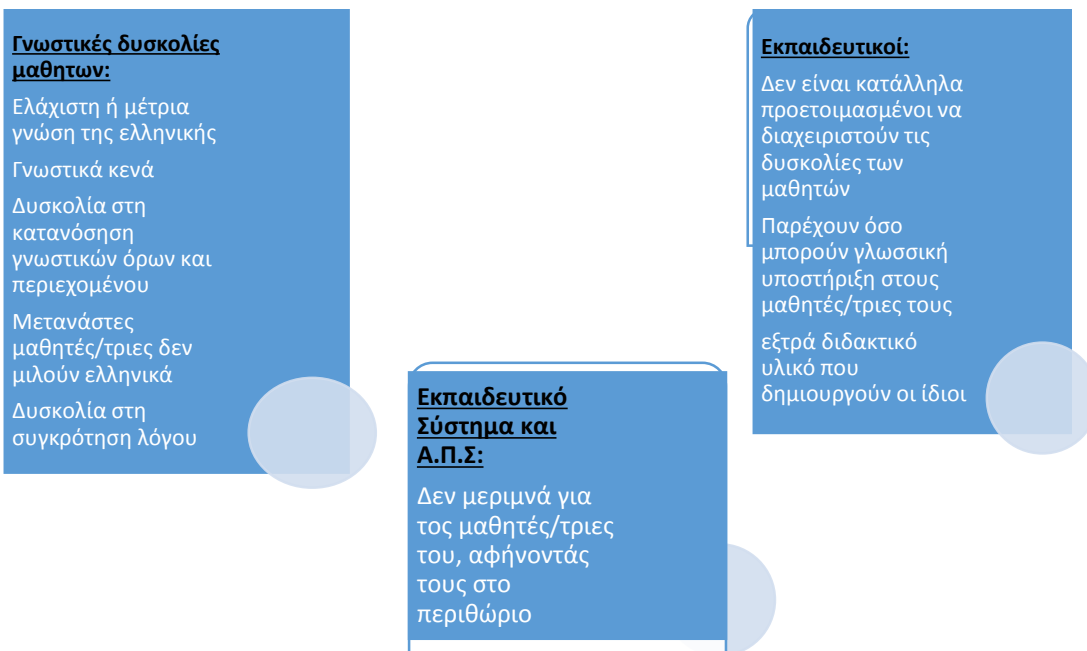 Γνωστικές δυσκολίες
μαθητων:
Ελάχιστη ή μέτρια
γνώση της ελληνικής
Γνωστικά κενά
Δυσκολία στη
κατανόσηση
γνωστικών όρων και
περιεχομένου
Μετανάστες
μαθητές/τριες δεν
μιλούν ελληνικά
Δυσκολία στη
συγκρότηση λόγου
Εκπαιδευτικό
Σύστημα και
Α.Π.Σ:
Δεν μεριμνά για
τος μαθητές/τριες
του, αφήνοντάς
τους στο
περιθώριο
Εκπαιδευτικοί:
Δεν είναι κατάλληλα
προετοιμασμένοι να
διαχειριστούν τις
δυσκολίες των
μαθητών
Παρέχουν όσο
μπορούν γλωσσική
υποστήριξη στους
μαθητές/τριες τους
εξτρά διδακτικό
υλικό που
δημιουργούν οι ίδιοι